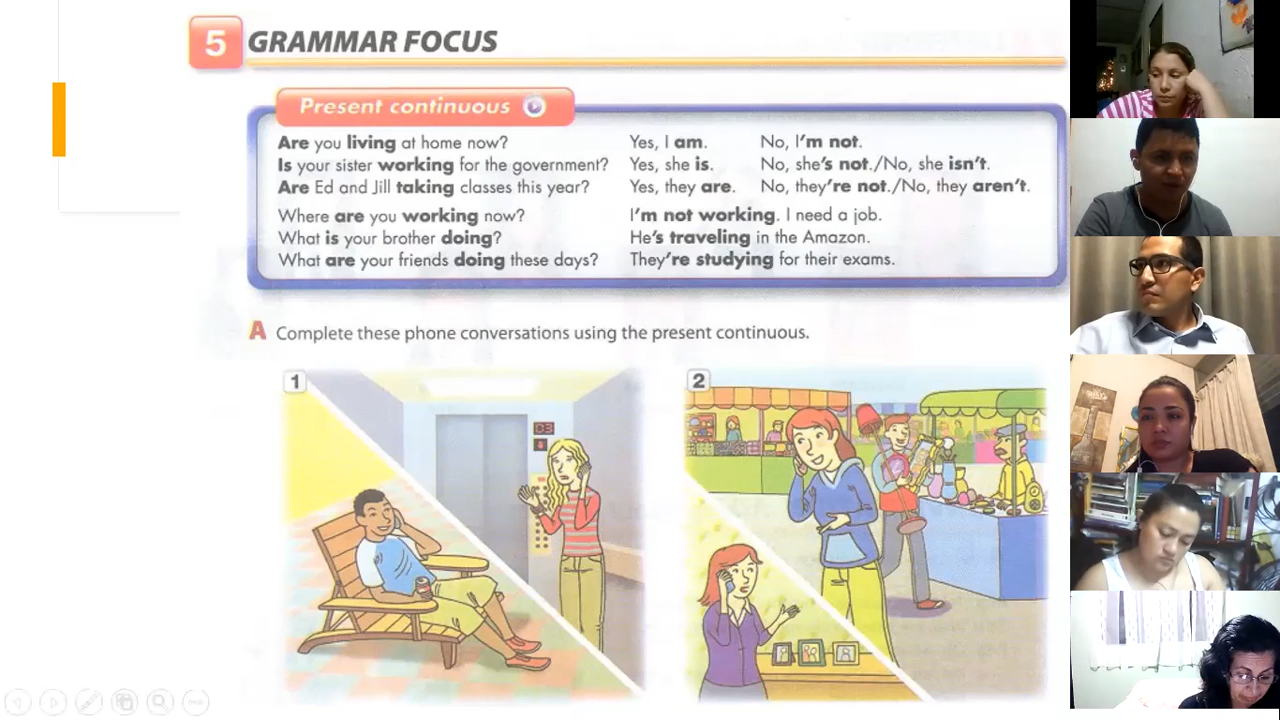 5 GRAMMAR FOCUS
Present continuous
Are you living at home now? Yes, I am. No, I'm not.
Is your sister working for the government? Yes, she is. No, she's not./No, she isn't.
Are Ed and Jill taking classes this year? Yes, they are. No, they're not./No, they aren't.
Where are you working now? I'm not working. I need a job.
What is your brother doing? He's traveling in the Amazon.
What are your friends doing these days? They're studying for their exams.
A Complete these phone conversations using the present continuous.
1
2